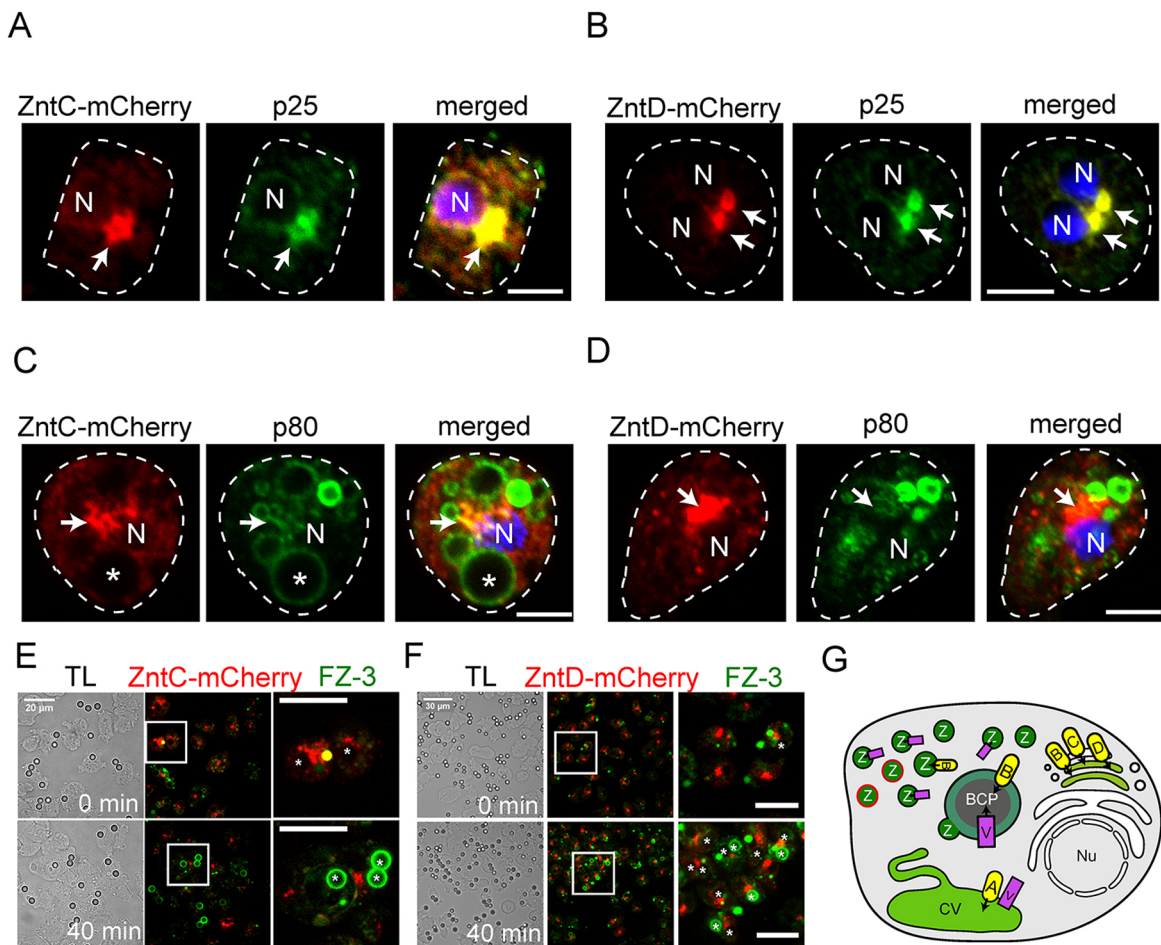 A
B
ZntC-mCherry p25 merged
ZntD-mCherry p25 merged
N N N
N N N
N N N
C
D
ZntC-mCherry p80 merged
ZntD-mCherry p80 merged
N N N
* * *
N N N
E TL ZntC-mCherry FZ-3
20 µm
* *
0 min
* * *
40 min
F TL ZntD-mCherry FZ-3
30 µm
*
0 min
* * * * * * * * * * * *
40 min
G
Z Z Z Z Z Z Z Z Z
B B B C D
BCP
V
Nu
A V
CV